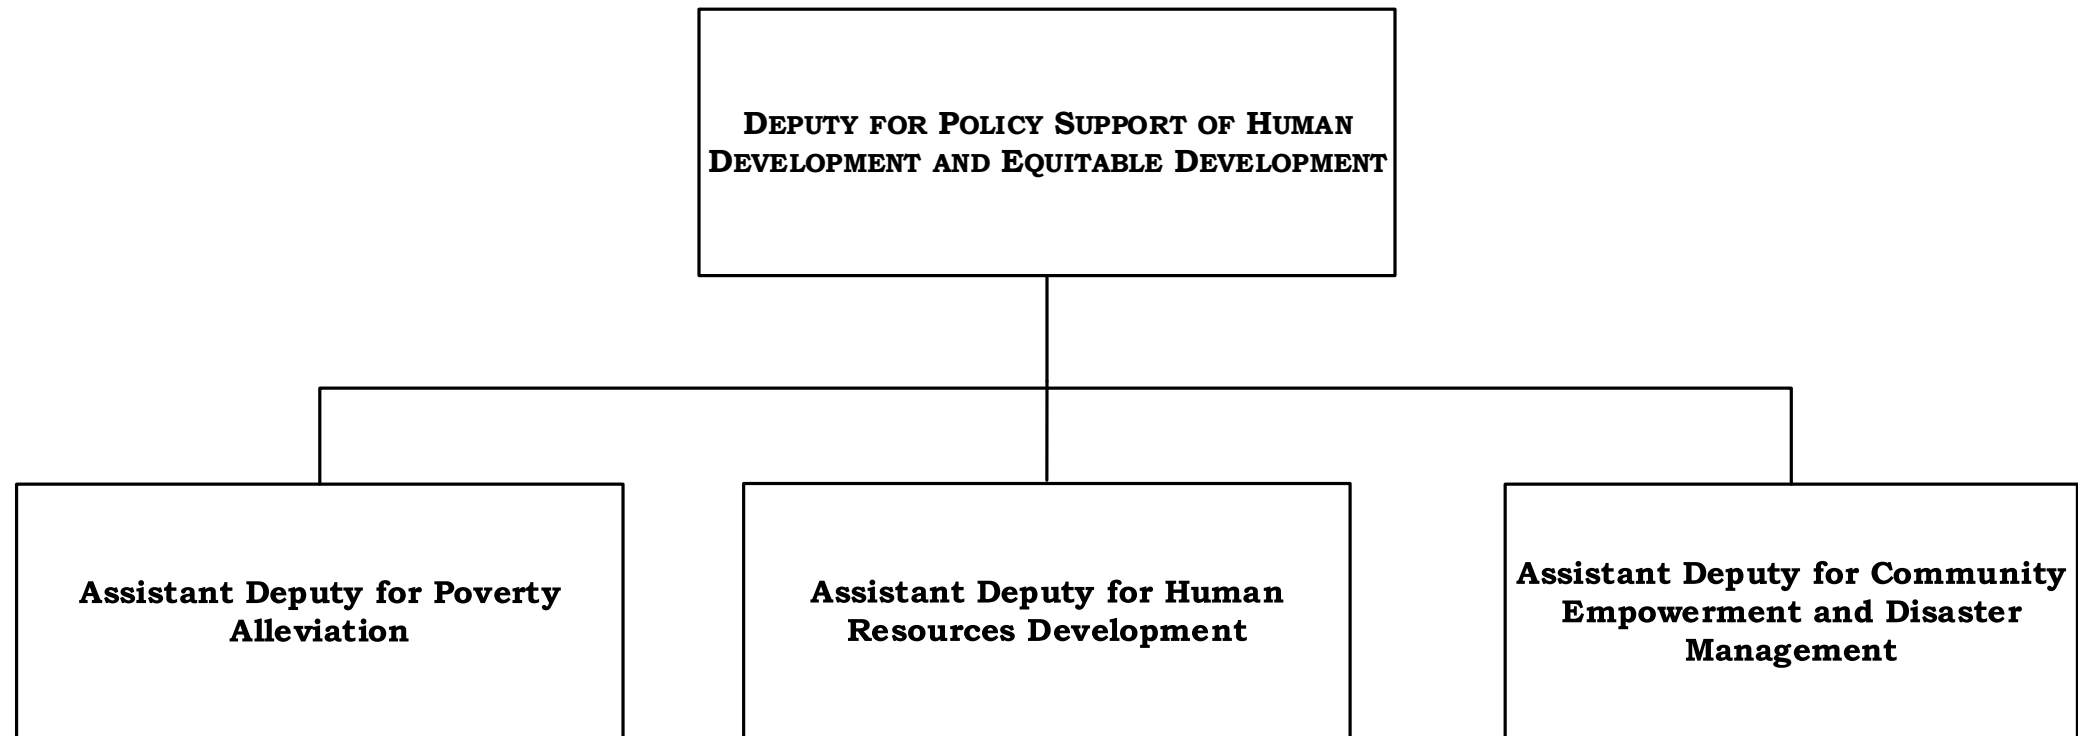 DEPUTY FOR POLICY SUPPORT OF HUMAN
DEVELOPMENT AND EQUITABLE DEVELOPMENT
Assistant Deputy for Poverty
Alleviation
Assistant Deputy for Human
Resources Development
Assistant Deputy for Community
Empowerment and Disaster
Management